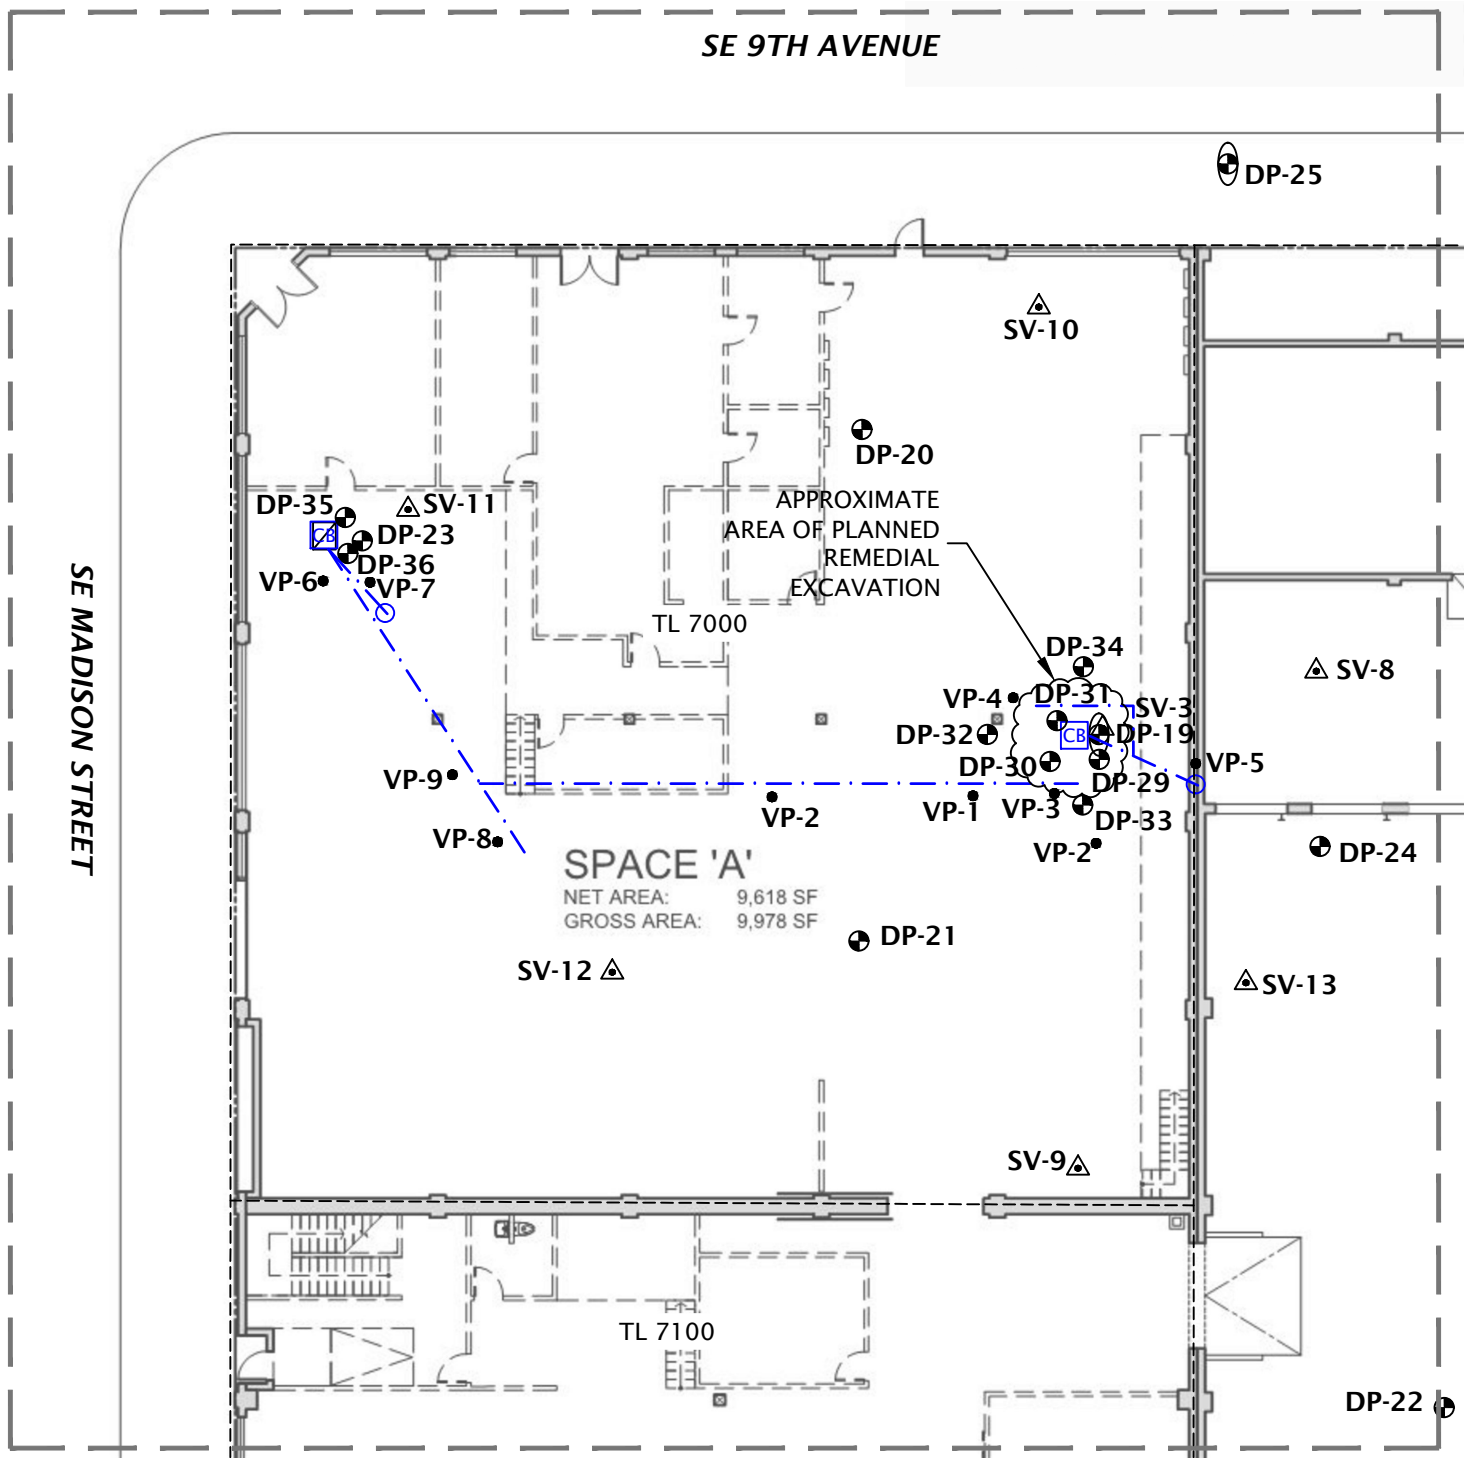 SE 9TH AVENUE
DP-25
SV-10
DP-20
APPROXIMATE
AREA OF PLANNED
REMEDIAL
EXCAVATION
DP-35
SV-11
CB
DP-23
DP-36
VP-6
VP-7
SE MADISON STREET
TL 7000
DP-34
SV-8
VP-4
DP-31
SV-3
DP-32
CB
DP-19
DP-30
VP-5
VP-9
DP-29
VP-2
VP-1
VP-3
DP-33
VP-8
VP-2
DP-24
SPACE 'A'
NET AREA: 9,618 SF
GROSS AREA: 9,978 SF
DP-21
SV-12
SV-13
SV-9
TL 7100
DP-22